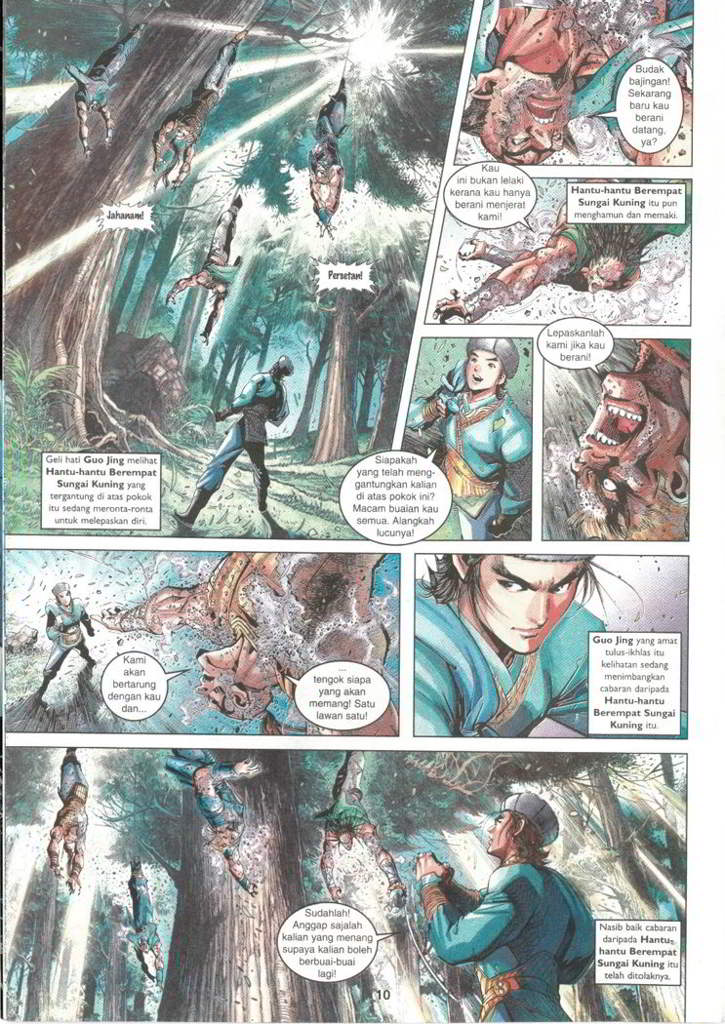 Jahanam!
Persetan!
Geli hati Guo Jing melihat
Hantu-hantu Berempat
Sungai Kuning yang
tergantung di atas pokok
itu sedang meronta-ronta
untuk melepaskan diri.
Budak
bajingan!
Sekarang
baru kau
berani
datang,
ya?
Kau
ini bukan lelaki
kerana kau hanya
berani menjerat
kami!
Hantu-hantu Berempat
Sungai Kuning itu pun
menghamun dan memaki.
Siapakah
yang telah meng-
gantungkan kalian
di atas pokok ini?
Macam buaian kau
semua. Alangkah
lucunya!
Lepaskanlah
kami jika kau
berani!
Kami
akan
bertarung
dengan kau
dan...
...
tengok siapa
yang akan
memang! Satu
lawan satu!
Guo Jing yang amat
tulus-ikhlas itu
kelihatan sedang
menimbangkan
cabaran daripada
Hantu-hantu
Berempat Sungai
Kuning itu.
Sudahlah!
Anggap sajalah
kalian yang menang
supaya kalian boleh
berbuai-buai
lagi!
Nasib baik cabaran
daripada Hantu-
hantu Berempat
Sungai Kuning itu
telah ditolaknya.
10